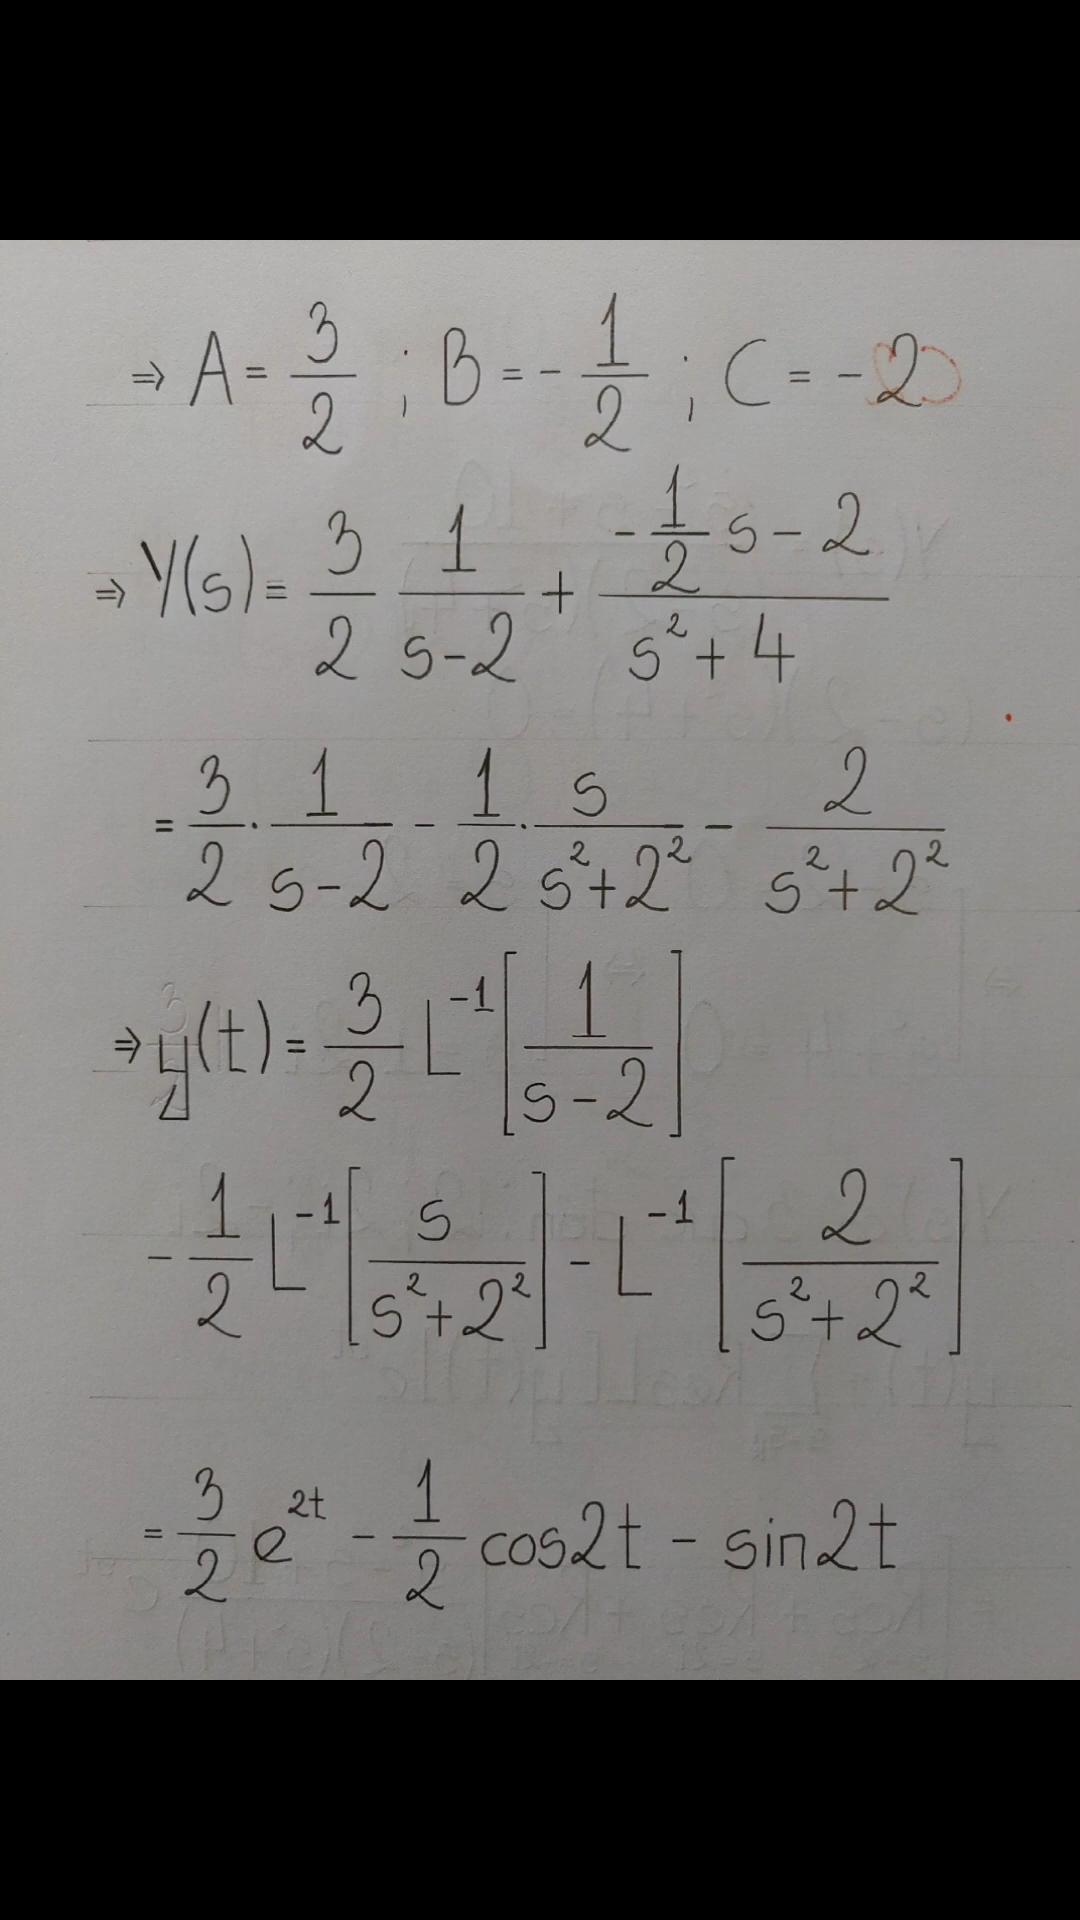 ⇒ A = 3/2 ; B = - 1/2 ; C = - 2
⇒ Y(s) = 3/2 1/(s-2) + (-1/2 s - 2)/(s² + 4)
= 3/2 · 1/(s-2) - 1/2 · s/(s²+2²) - 2/(s²+2²)
⇒ y(t) = 3/2 L⁻¹[1/(s-2)]
- 1/2 L⁻¹[s/(s²+2²)] - L⁻¹[2/(s²+2²)]
= 3/2 e²ᵗ - 1/2 cos2t - sin2t